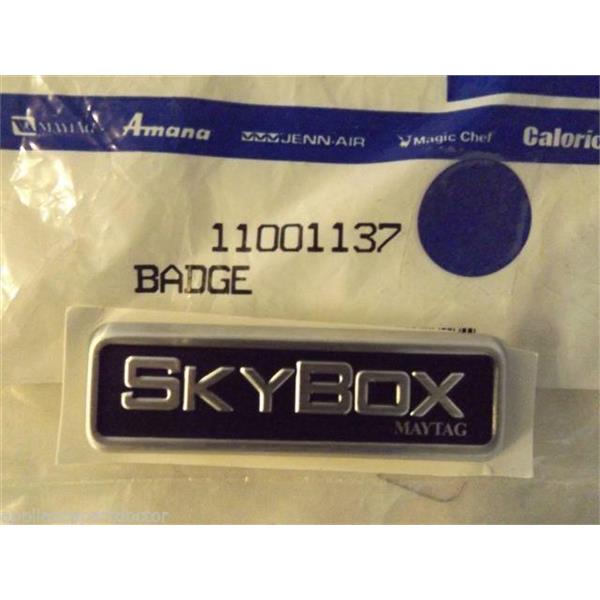 MAYTAG Amana JENN-AIR Magic Chef Caloric
11001137
BADGE
SKYBOX
MAYTAG